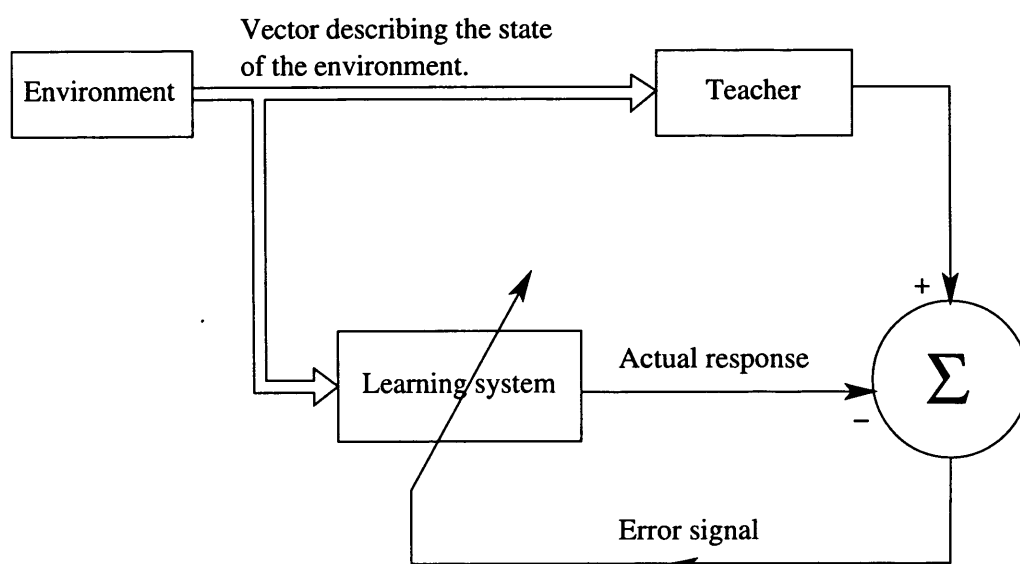 Vector describing the state
of the environment.
Environment
Teacher
+
Σ
Learning system
Actual response
−
Error signal